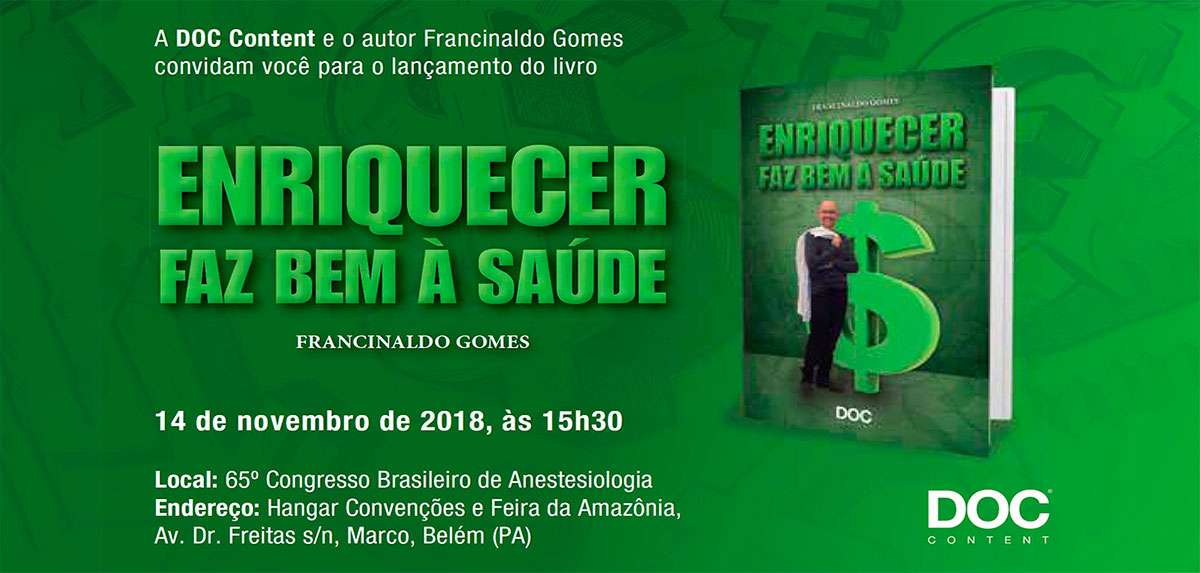 A DOC Content e o autor Francinaldo Gomes
convidam você para o lançamento do livro
ENRIQUECER
FAZ BEM À SAÚDE
FRANCINALDO GOMES
14 de novembro de 2018, às 15h30
Local: 65º Congresso Brasileiro de Anestesiologia
Endereço: Hangar Convenções e Feira da Amazônia,
Av. Dr. Freitas s/n, Marco, Belém (PA)
FRANCINALDO GOMES
ENRIQUECER
FAZ BEM À SAÚDE
DOC
DOC®
CONTENT